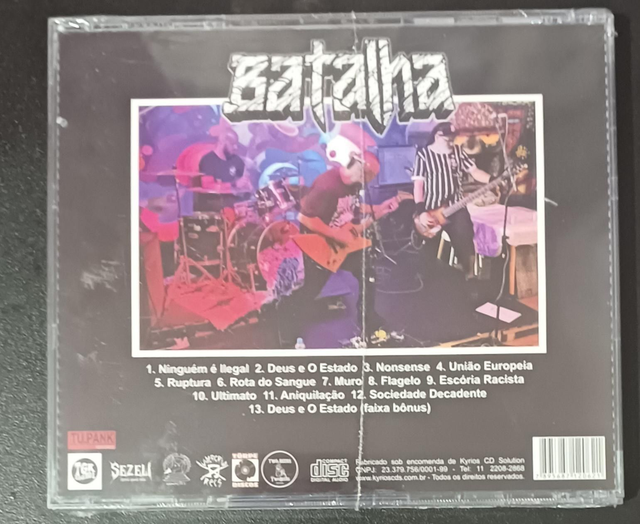 Batalha
1. Ninguém é Ilegal 2. Deus e O Estado 3. Nonsense 4. União Europeia
5. Ruptura 6. Rota do Sangue 7. Muro 8. Flagelo 9. Escória Racista
10. Ultimato 11. Aniquilação 12. Sociedade Decadente
13. Deus e O Estado (faixa bônus)
TU.PANK
SEZELI
COMPACT
disc
DIGITAL AUDIO
Fabricado sob encomenda de Kyrios CD Solution
CNPJ: 23.379.756/0001-99 - Tel: 11 2208-2868
www.kyrioscds.com.br - Todos os direitos reservados.